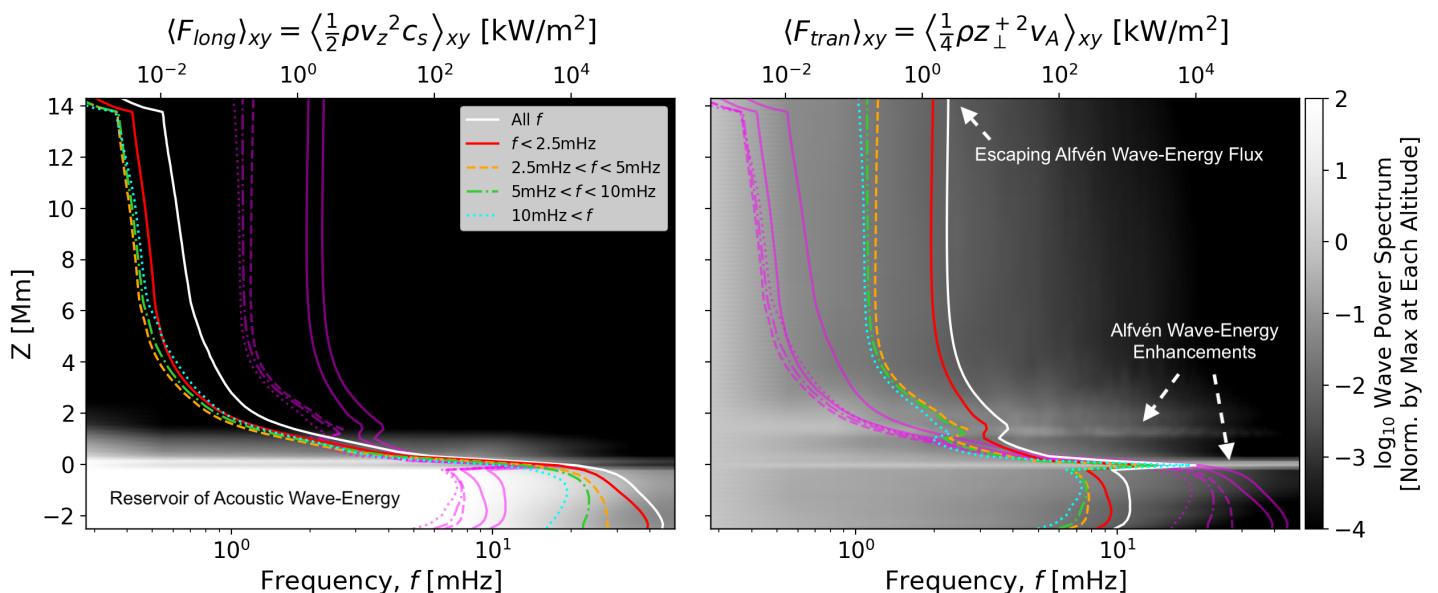 ⟨F_long⟩_xy = ⟨½ρv_z²c_s⟩_xy [kW/m²]
10⁻² 10⁰ 10² 10⁴
14
12
10
8
6
4
2
0
−2
Z [Mm]
All f
f < 2.5mHz
2.5mHz < f < 5mHz
5mHz < f < 10mHz
10mHz < f
Reservoir of Acoustic Wave-Energy
10⁰ 10¹
Frequency, f [mHz]
⟨F_tran⟩_xy = ⟨¼ρz_⊥⁺²v_A⟩_xy [kW/m²]
10⁻² 10⁰ 10² 10⁴
Escaping Alfvén Wave-Energy Flux
Alfvén Wave-Energy
Enhancements
10⁰ 10¹
Frequency, f [mHz]
2
1
0
−1
−2
−3
−4
log₁₀ Wave Power Spectrum
[Norm. by Max at Each Altitude]